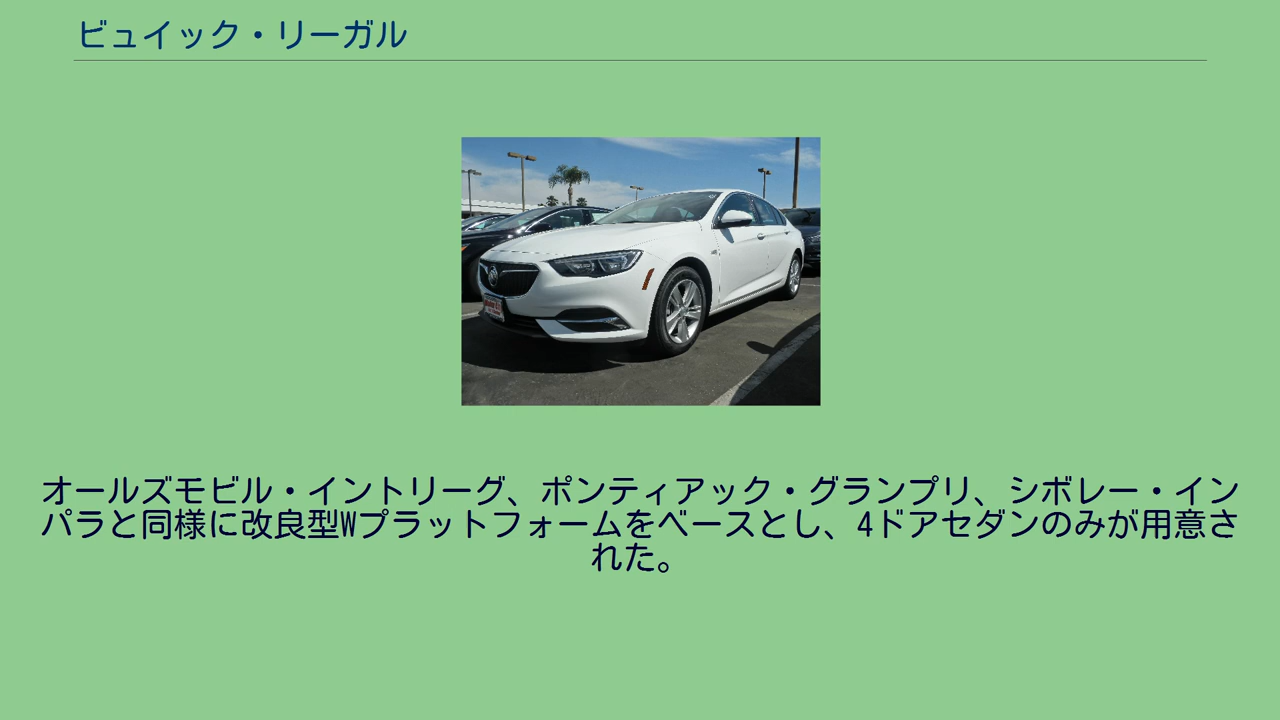 ビュイック・リーガル
オールズモビル・イントリーグ、ポンティアック・グランプリ、シボレー・イン
パラと同様に改良型Wプラットフォームをベースとし、4ドアセダンのみが用意さ
れた。